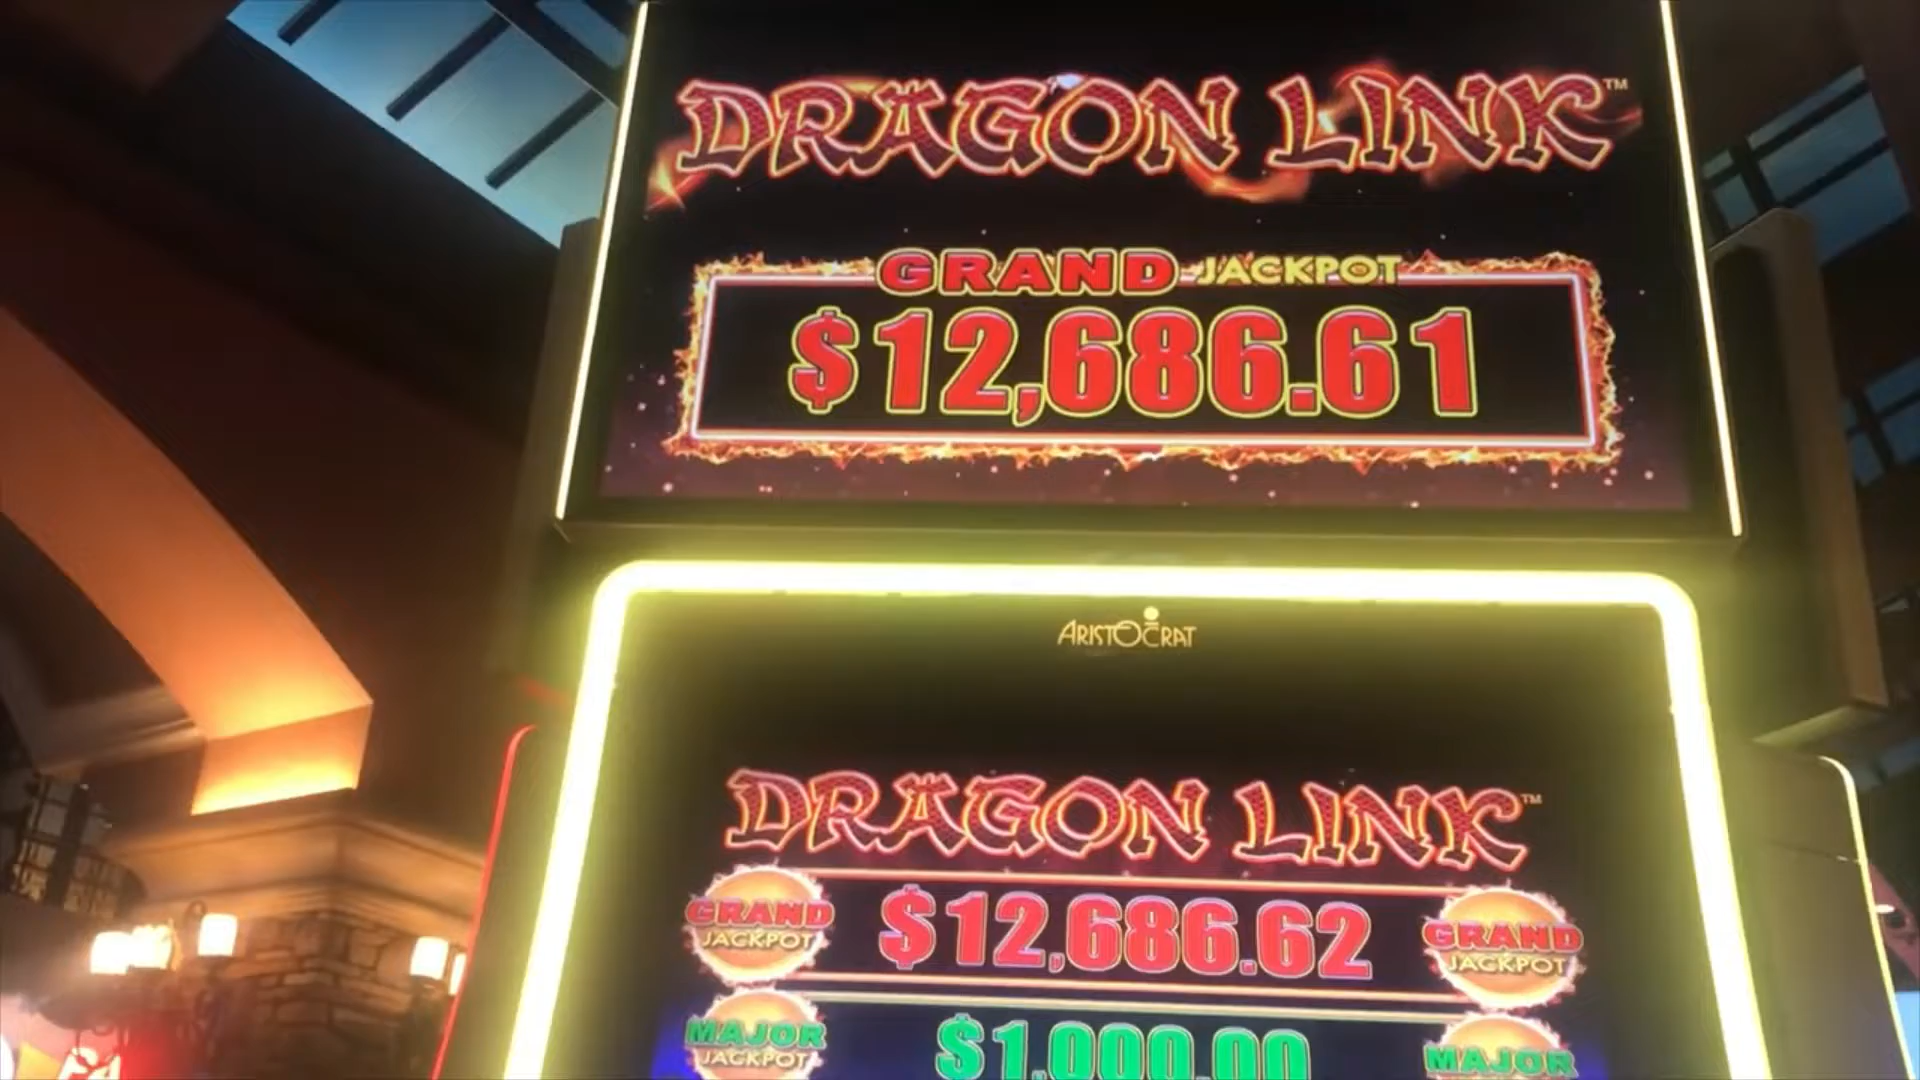 DRAGON LINK™
GRAND JACKPOT
$12,686.61
ARISTOCRAT
DRAGON LINK™
GRAND JACKPOT $12,686.62 GRAND JACKPOT
MAJOR JACKPOT $1,000.00 MAJOR